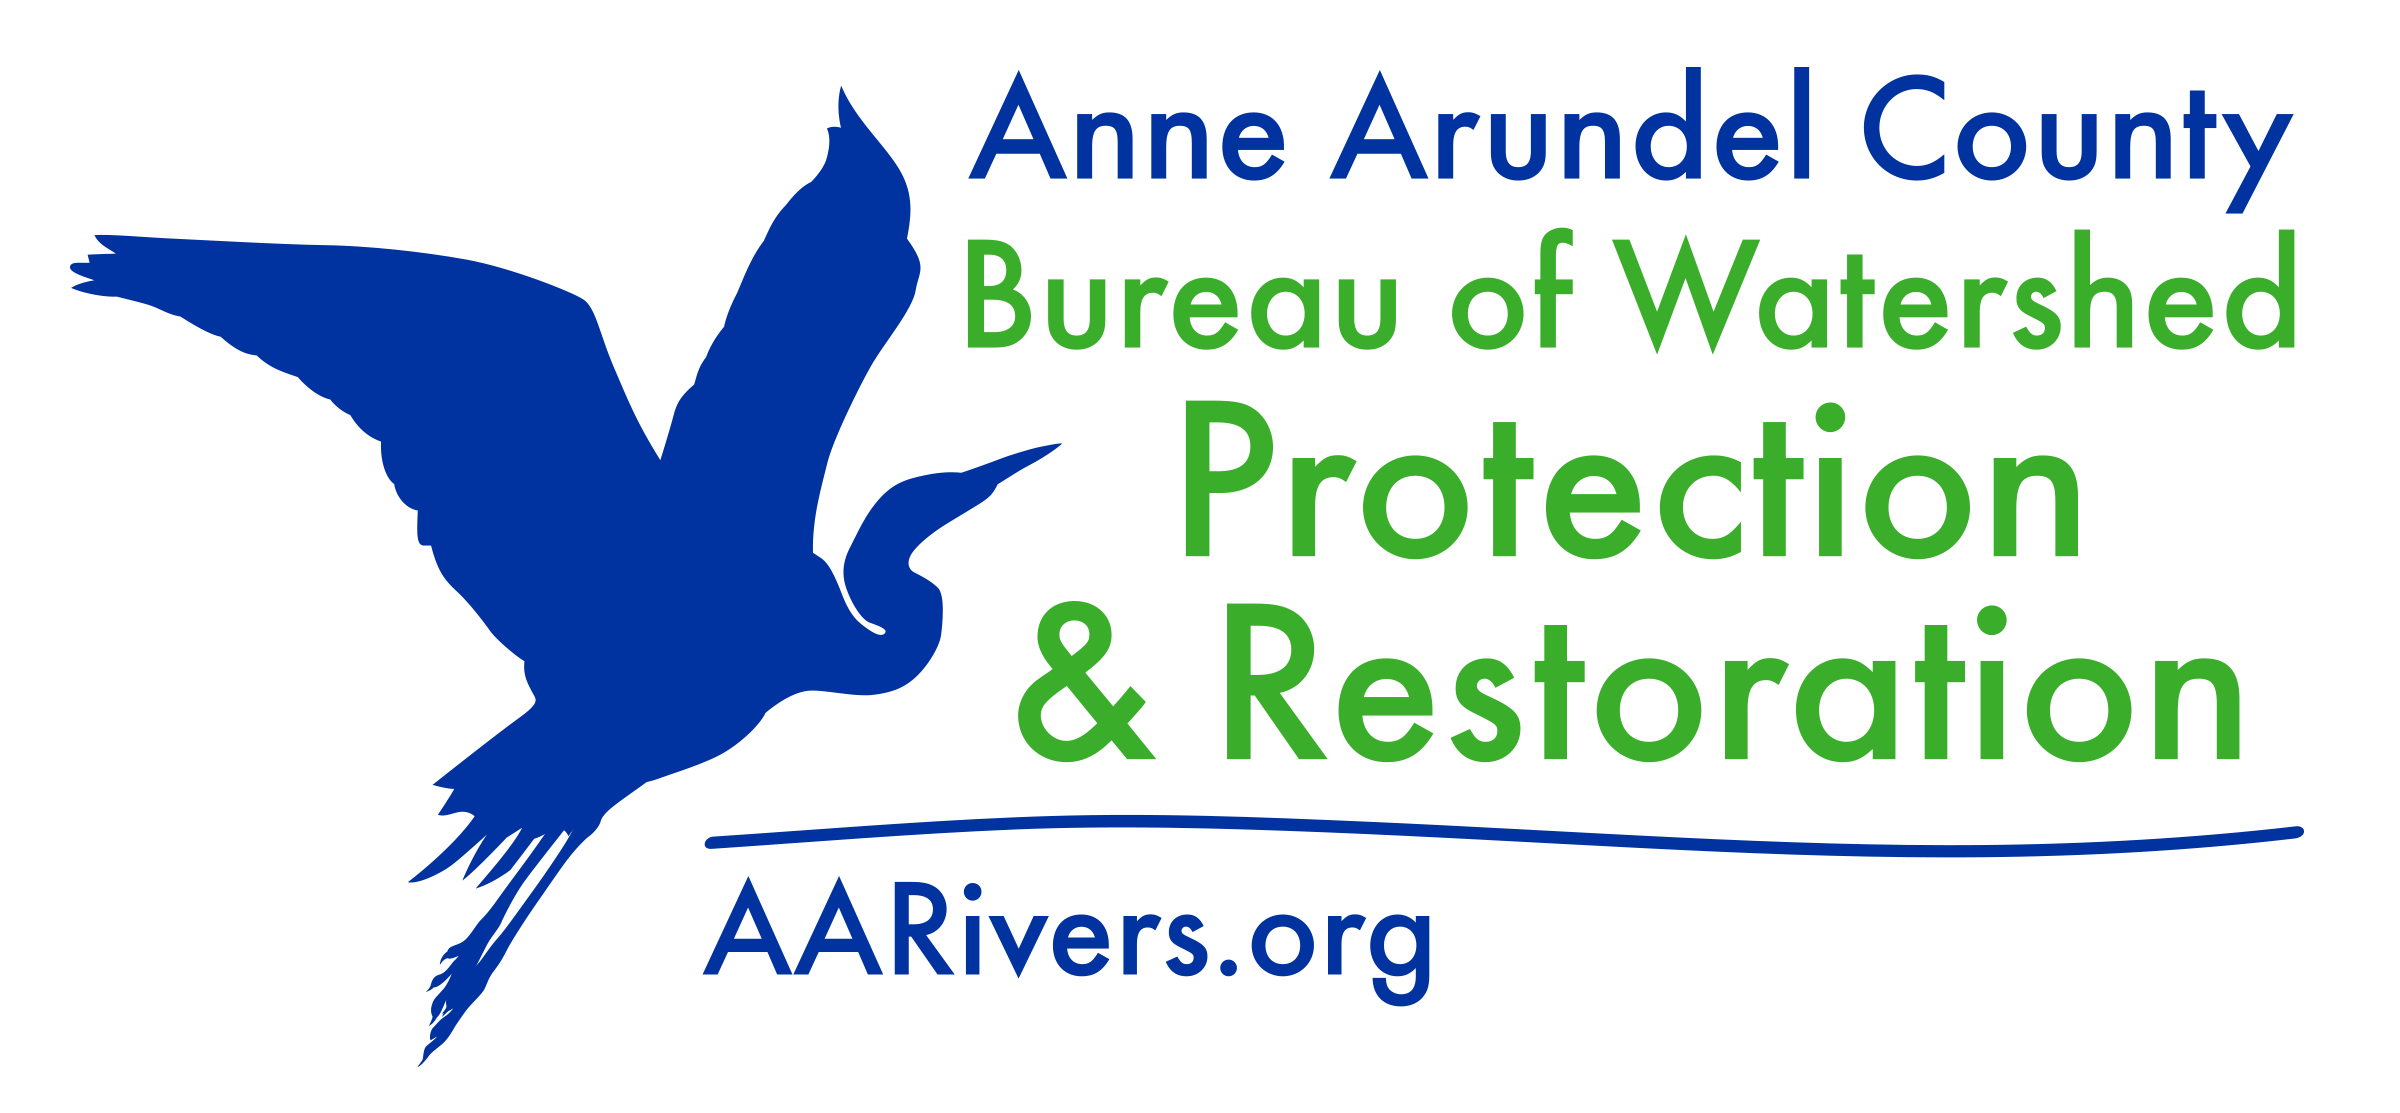 Anne Arundel County
Bureau of Watershed
Protection
& Restoration
AARivers.org